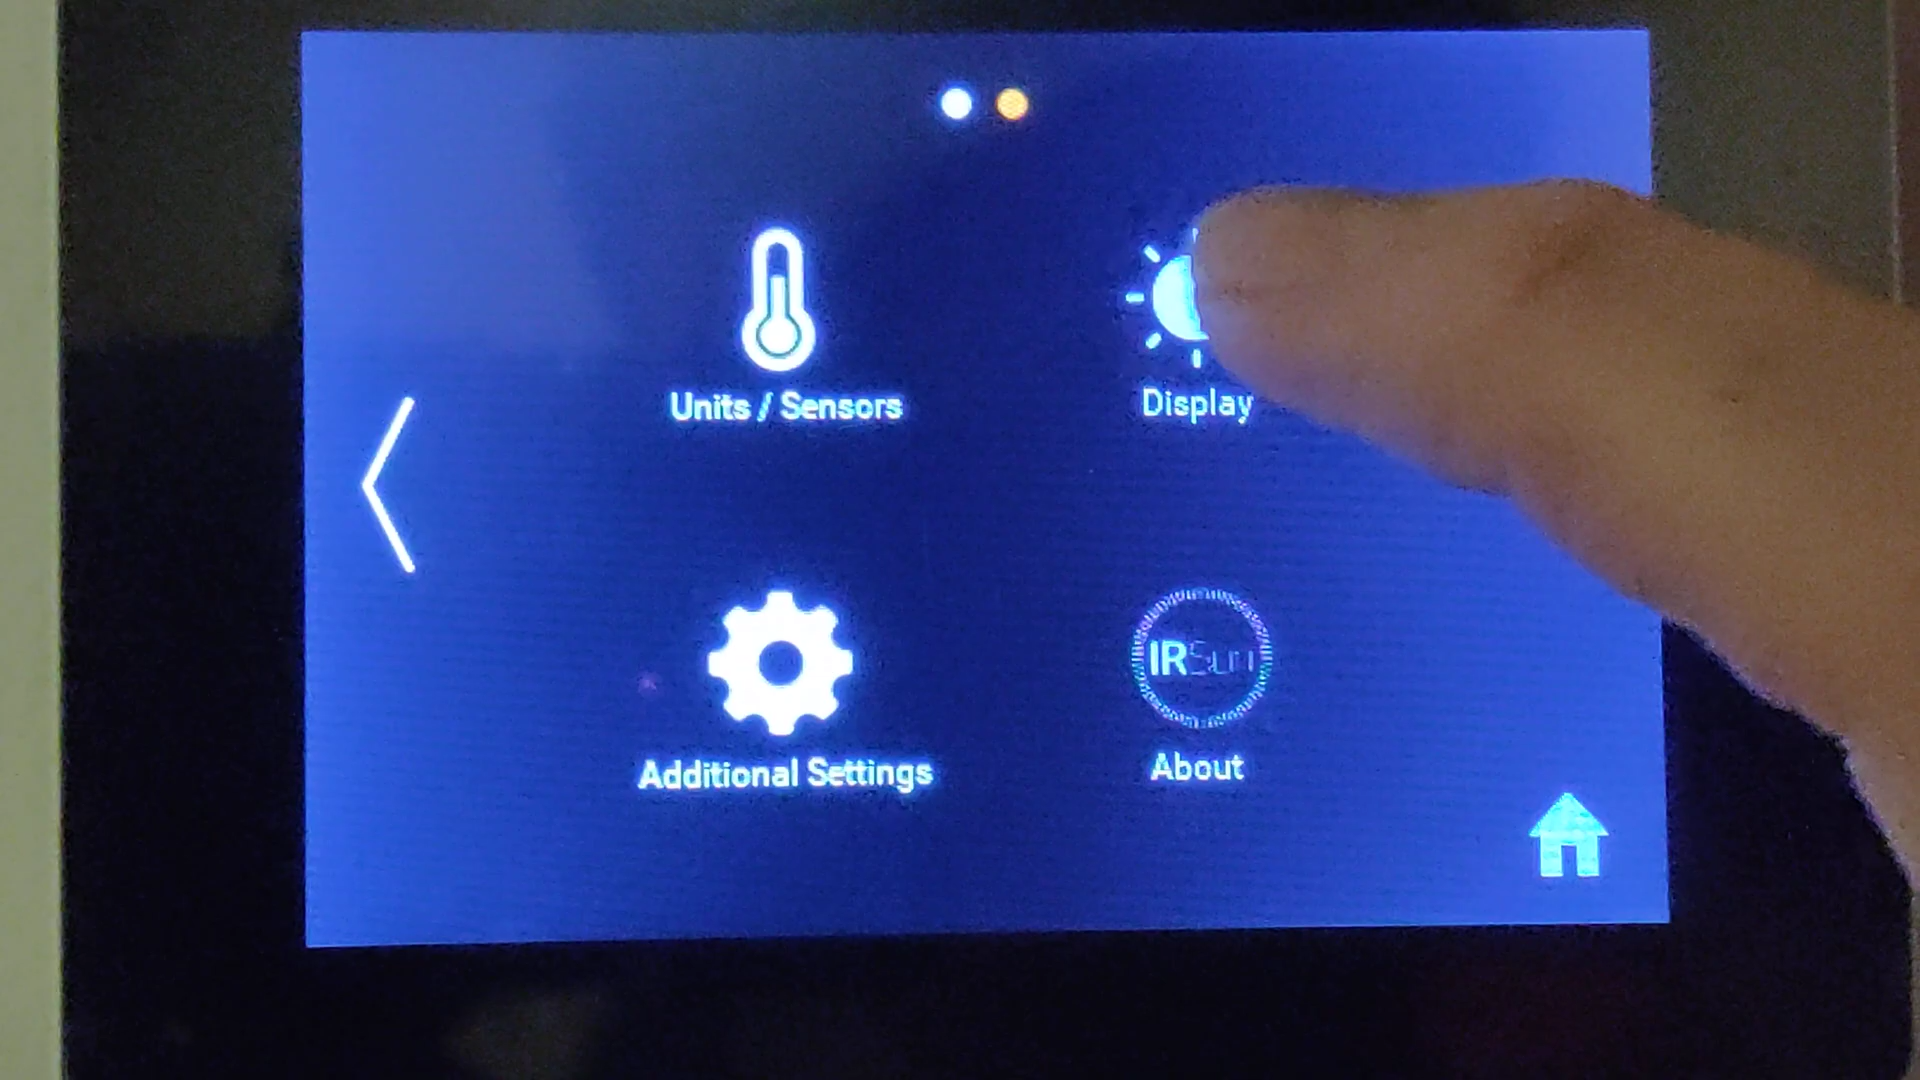 Units / Sensors
Display
IRSun
Additional Settings
About